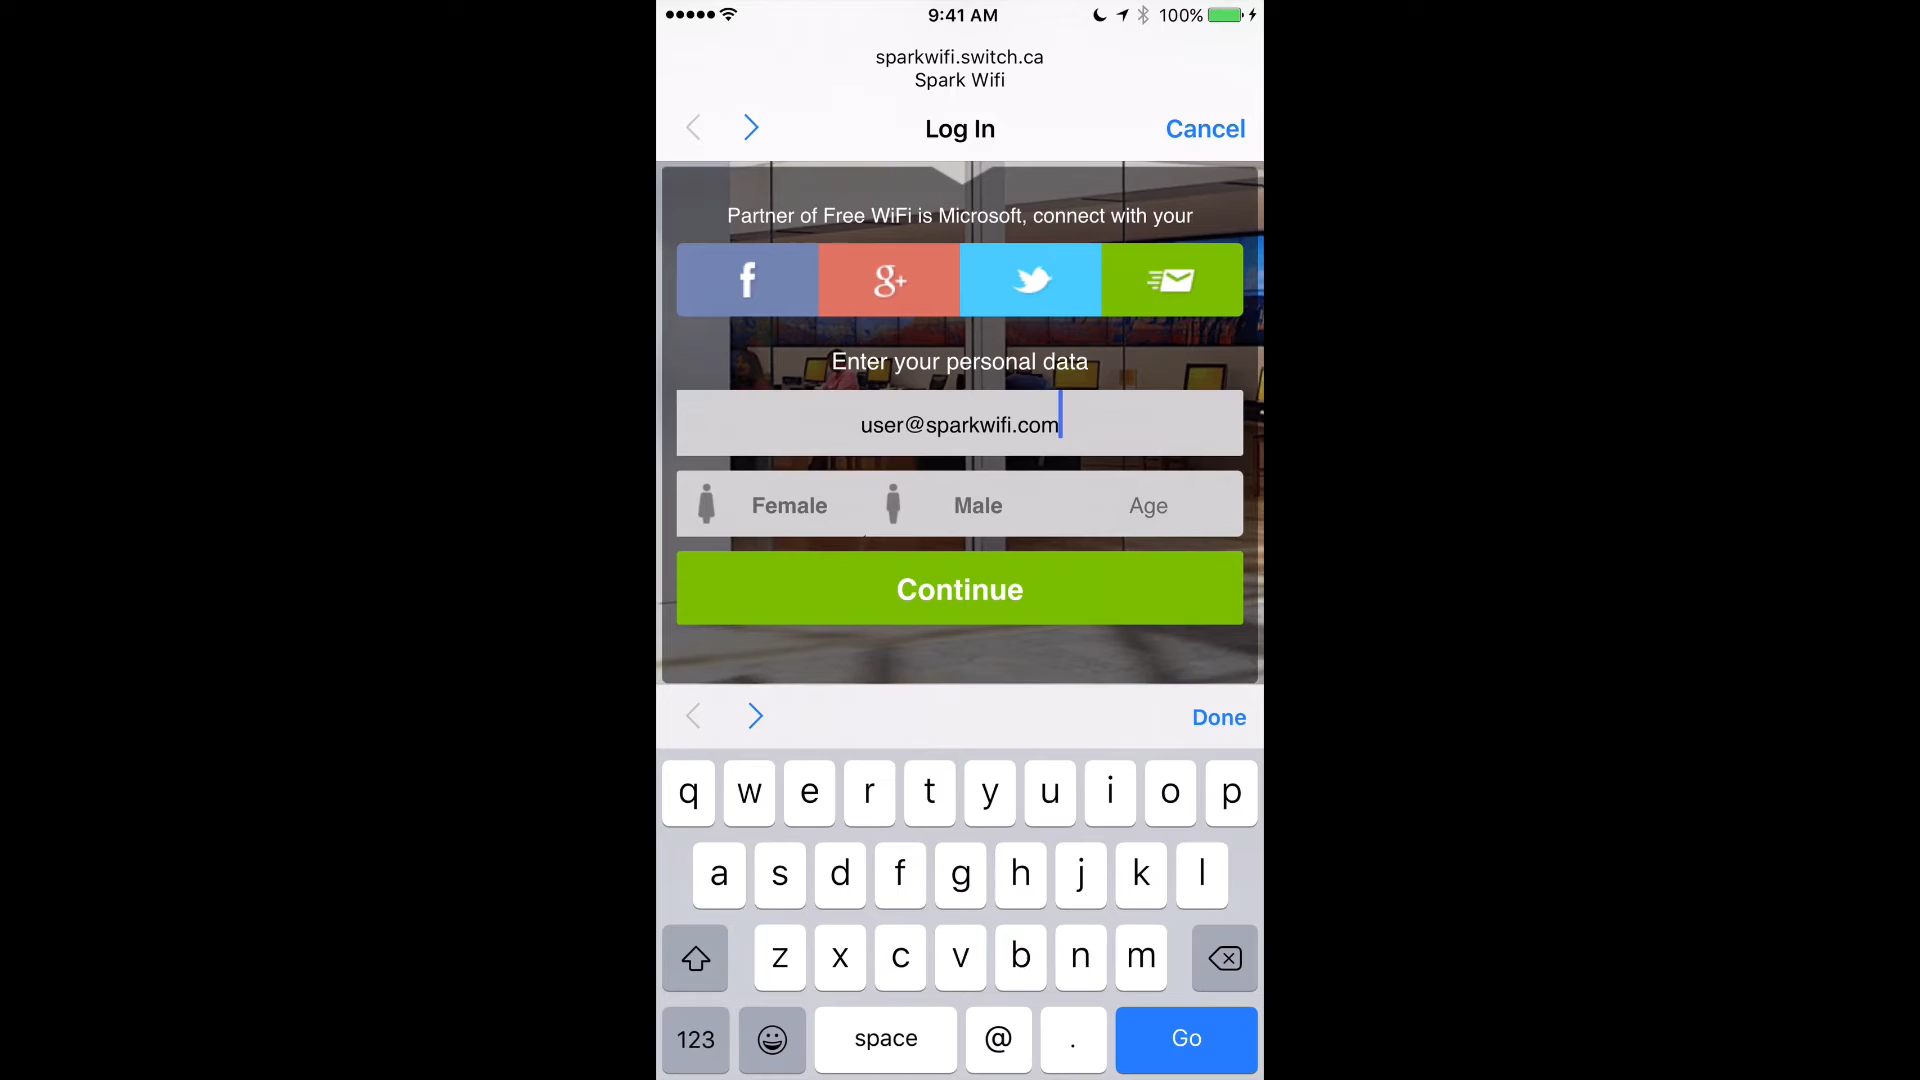 9:41 AM 100%
sparkwifi.switch.ca
Spark Wifi
Log In Cancel
Partner of Free WiFi is Microsoft, connect with your
f g+
Enter your personal data
user@sparkwifi.com
Female Male Age
Continue
Done
q w e r t y u i o p
a s d f g h j k l
z x c v b n m
123 space @ . Go